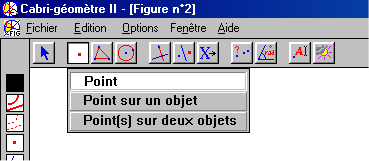 Cabri-géomètre II - [Figure n°2]
Fichier Edition Options Fenêtre Aide
Point
Point sur un objet
Point(s) sur deux objets